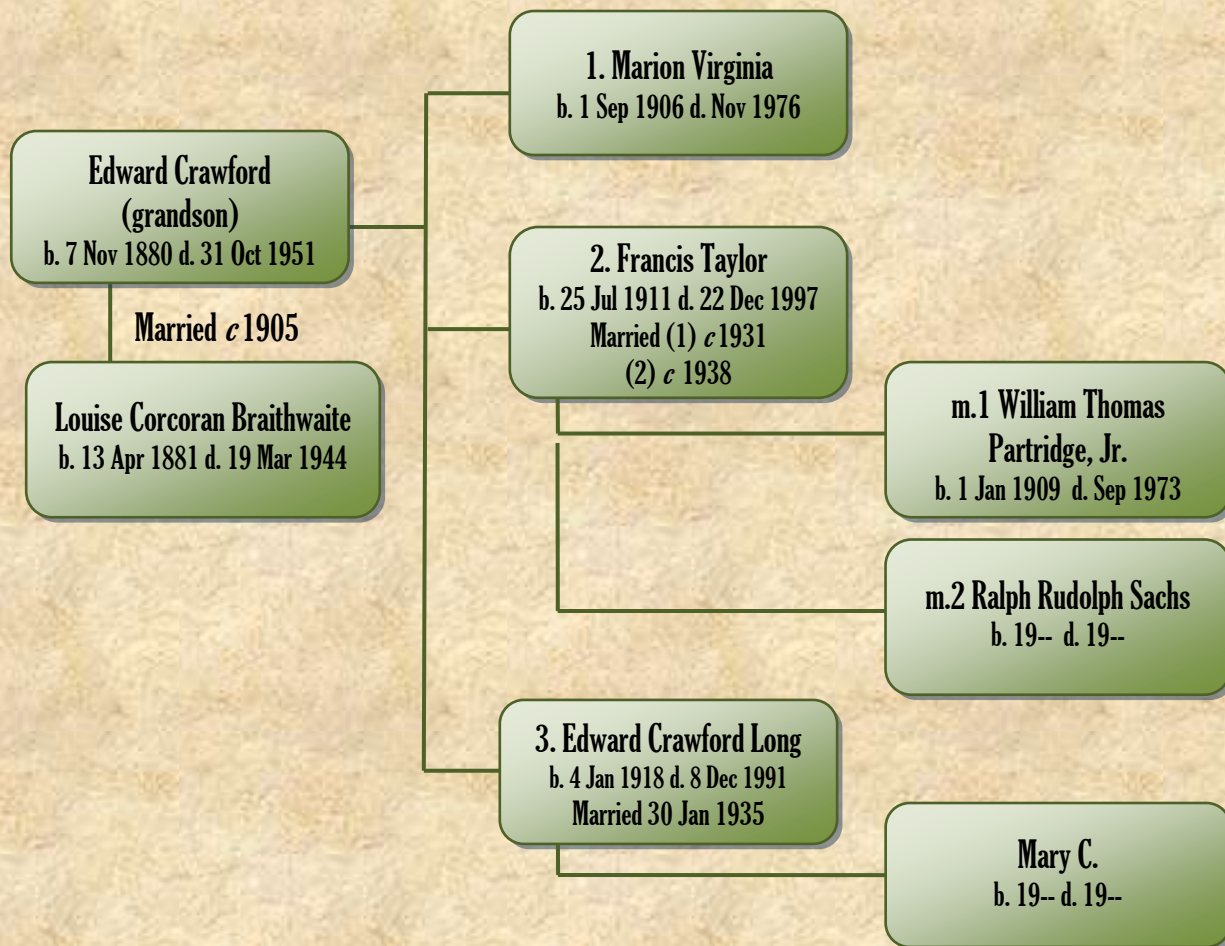 Edward Crawford
(grandson)
b. 7 Nov 1880 d. 31 Oct 1951
Married c 1905
Louise Corcoran Braithwaite
b. 13 Apr 1881 d. 19 Mar 1944
1. Marion Virginia
b. 1 Sep 1906 d. Nov 1976
2. Francis Taylor
b. 25 Jul 1911 d. 22 Dec 1997
Married (1) c 1931
(2) c 1938
m.1 William Thomas
Partridge, Jr.
b. 1 Jan 1909 d. Sep 1973
m.2 Ralph Rudolph Sachs
b. 19-- d. 19--
3. Edward Crawford Long
b. 4 Jan 1918 d. 8 Dec 1991
Married 30 Jan 1935
Mary C.
b. 19-- d. 19--